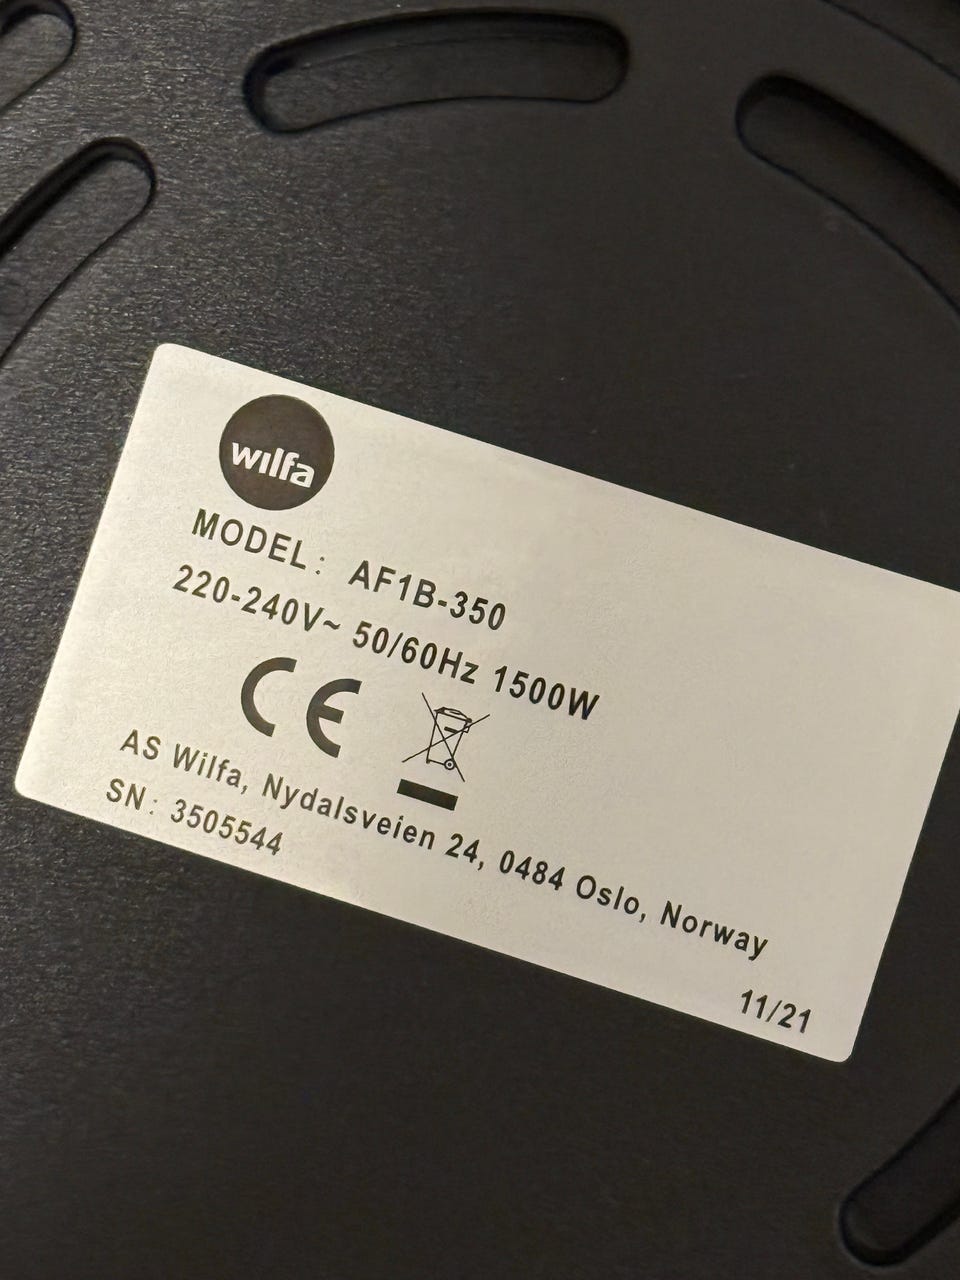 wilfa
MODEL: AF1B-350
220-240V~ 50/60Hz 1500W
CE
AS Wilfa, Nydalsveien 24, 0484 Oslo, Norway
SN: 3505544
11/21